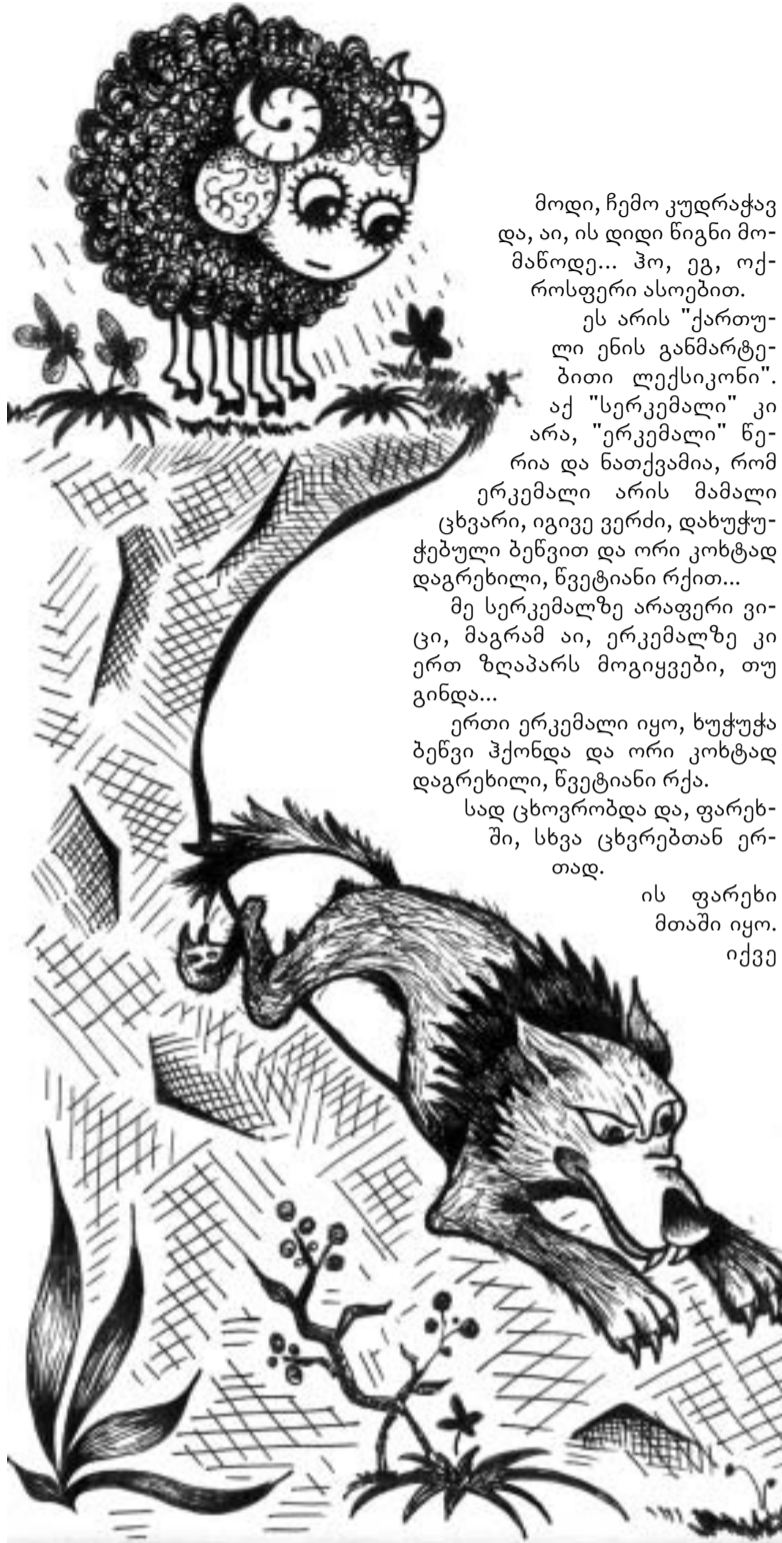 მოდი, ჩემო კუდრაჭავ
და, აი, ის დიდი წიგნი მო-
მაწოდე... ჰო, ეგ, ოქ-
როსფერი ასოებით.
ეს არის "ქართუ-
ლი ენის განმარტე-
ბითი ლექსიკონი".
აქ "სერკემალი" კი
არა, "ერკემალი" წე-
რია და ნათქვამია, რომ
ერკემალი არის მამალი
ცხვარი, იგივე ვერძი, დახუჭუ-
ჭებული ბეწვით და ორი კოხტად
დაგრეხილი, წვეტიანი რქით...
მე სერკემალზე არაფერი ვი-
ცი, მაგრამ აი, ერკემალზე კი
ერთ ზღაპარს მოგიყვები, თუ
გინდა...
ერთი ერკემალი იყო, ხუჭუჭა
ბეწვი ჰქონდა და ორი კოხტად
დაგრეხილი, წვეტიანი რქა.
სად ცხოვრობდა და, ფარეხ-
ში, სხვა ცხვრებთან ერ-
თად.
ის ფარეხი
მთაში იყო.
იქვე